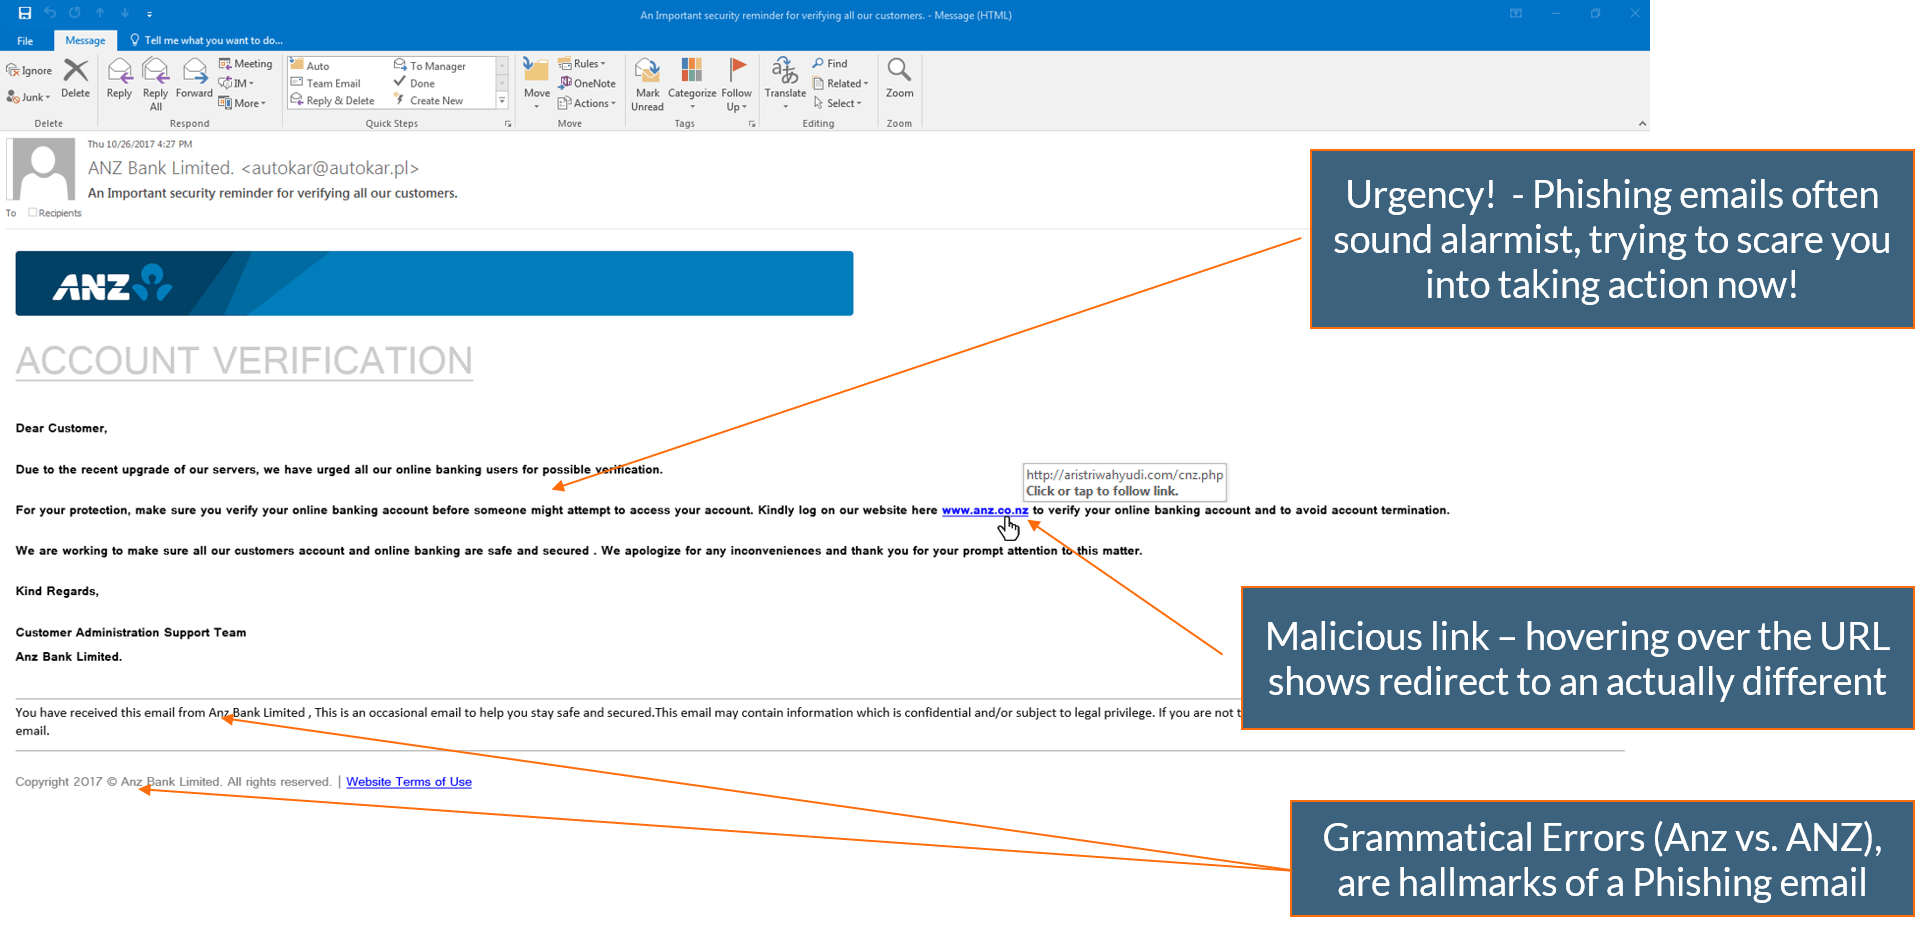 An Important security reminder for verifying all our customers. - Message (HTML)
File
Message
Tell me what you want to do...
Ignore
Junk
Delete
Delete
Reply
Reply All
Forward
Meeting
IM
More
Respond
Auto
To Manager
Team Email
Done
Reply & Delete
Create New
Quick Steps
Move
Rules
OneNote
Actions
Move
Mark Unread
Categorize
Follow Up
Tags
Translate
Find
Related
Select
Editing
Zoom
Zoom
Thu 10/26/2017 4:27 PM
ANZ Bank Limited. <autokar@autokar.pl>
An Important security reminder for verifying all our customers.
To
Recipients
Urgency!  - Phishing emails often
sound alarmist, trying to scare you
into taking action now!
ANZ
ACCOUNT VERIFICATION
Dear Customer,
Due to the recent upgrade of our servers, we have urged all our online banking users for possible verification.
http://aristriwahyudi.com/cnz.php
Click or tap to follow link.
For your protection, make sure you verify your online banking account before someone might attempt to access your account. Kindly log on our website here www.anz.co.nz to verify your online banking account and to avoid account termination.
We are working to make sure all our customers account and online banking are safe and secured . We apologize for any inconveniences and thank you for your prompt attention to this matter.
Kind Regards,
Customer Administration Support Team
Anz Bank Limited.
Malicious link – hovering over the URL
shows redirect to an actually different
You have received this email from Anz Bank Limited , This is an occasional email to help you stay safe and secured.This email may contain information which is confidential and/or subject to legal privilege. If you are not
email.
Copyright 2017 © Anz Bank Limited. All rights reserved. | Website Terms of Use
Grammatical Errors (Anz vs. ANZ),
are hallmarks of a Phishing email